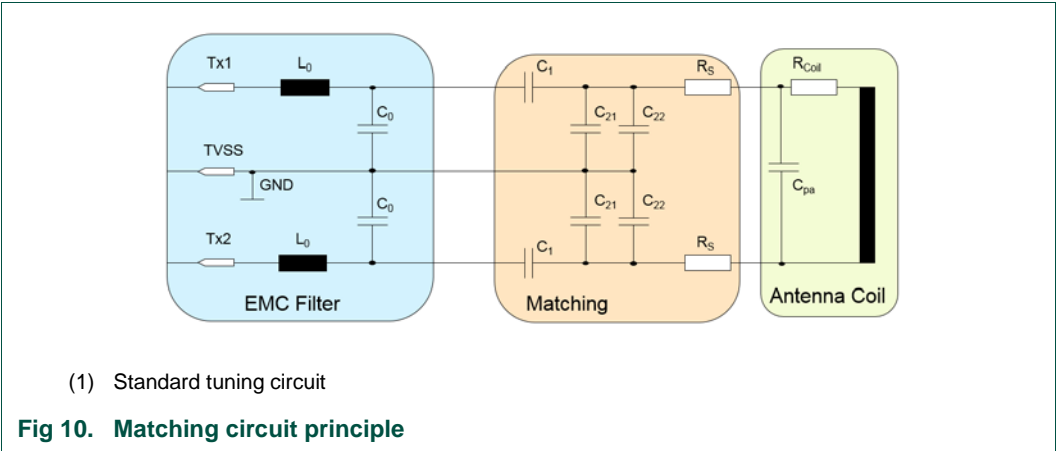 Tx1
L0
C1
RS
RCoil
C0
C21
C22
TVSS
GND
Cpa
C0
C21
C22
Tx2
L0
C1
RS
EMC Filter
Matching
Antenna Coil
(1) Standard tuning circuit
Fig 10. Matching circuit principle